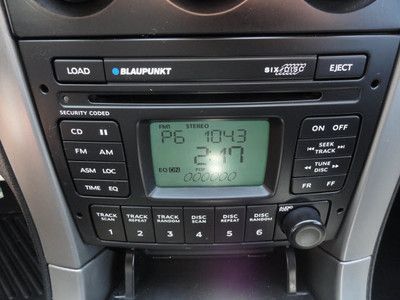 LOAD
BLAUPUNKT
SIX DISC
EJECT
SECURITY CODED
CD
FM AM
ASM LOC
TIME EQ
FM1 STEREO
P6 104.3
2:17
EQ ON
ON OFF
SEEK
TRACK
TUNE
DISC
FR FF
1 TRACK SCAN
2 TRACK REPEAT
3 TRACK RANDOM
4 DISC SCAN
5 DISC REPEAT
6 DISC RANDOM